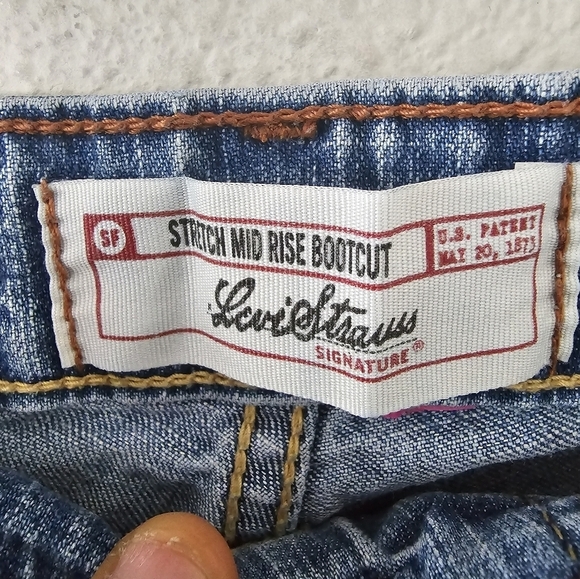 SF
STRETCH MID RISE BOOTCUT
U.S. PATENT
MAY 20, 1873
Levi Strauss
SIGNATURE®